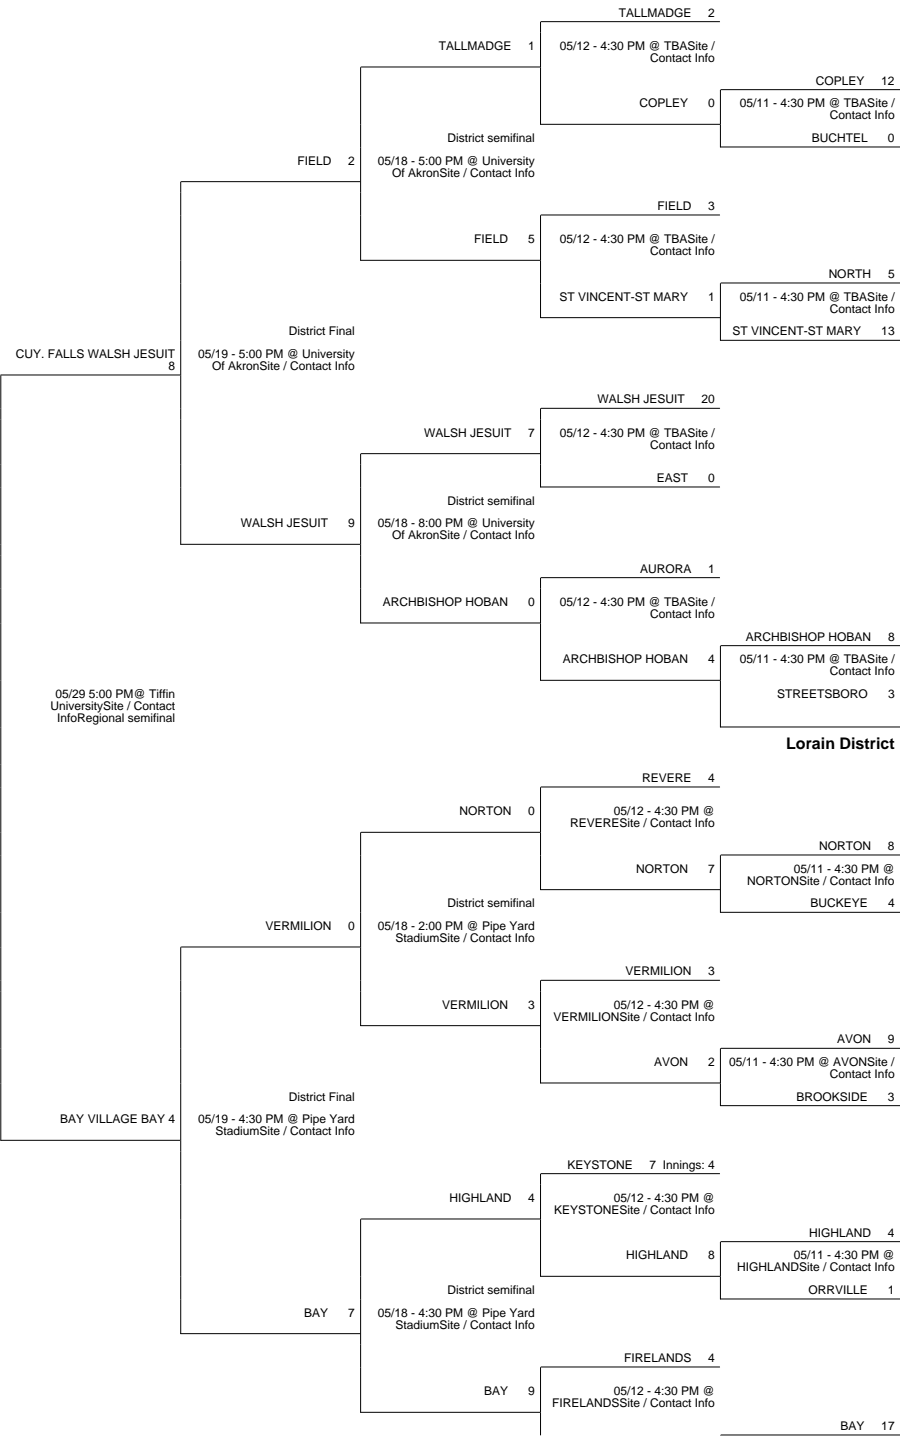 TALLMADGE 2
TALLMADGE 1
05/12 - 4:30 PM @ TBASite /
Contact Info
COPLEY 12
COPLEY 0
05/11 - 4:30 PM @ TBASite /
Contact Info
BUCHTEL 0
District semifinal
FIELD 2
05/18 - 5:00 PM @ University
Of AkronSite / Contact Info
FIELD 3
FIELD 5
05/12 - 4:30 PM @ TBASite /
Contact Info
NORTH 5
ST VINCENT-ST MARY 1
05/11 - 4:30 PM @ TBASite /
Contact Info
ST VINCENT-ST MARY 13
District Final
CUY. FALLS WALSH JESUIT
8
05/19 - 5:00 PM @ University
Of AkronSite / Contact Info
WALSH JESUIT 20
WALSH JESUIT 7
05/12 - 4:30 PM @ TBASite /
Contact Info
EAST 0
District semifinal
WALSH JESUIT 9
05/18 - 8:00 PM @ University
Of AkronSite / Contact Info
AURORA 1
ARCHBISHOP HOBAN 0
05/12 - 4:30 PM @ TBASite /
Contact Info
ARCHBISHOP HOBAN 8
ARCHBISHOP HOBAN 4
05/11 - 4:30 PM @ TBASite /
Contact Info
STREETSBORO 3
05/29 5:00 PM@ Tiffin
UniversitySite / Contact
InfoRegional semifinal
Lorain District
REVERE 4
NORTON 0
05/12 - 4:30 PM @
REVERESite / Contact Info
NORTON 8
NORTON 7
05/11 - 4:30 PM @
NORTONSite / Contact Info
BUCKEYE 4
District semifinal
VERMILION 0
05/18 - 2:00 PM @ Pipe Yard
StadiumSite / Contact Info
VERMILION 3
VERMILION 3
05/12 - 4:30 PM @
VERMILIONSite / Contact Info
AVON 9
AVON 2
05/11 - 4:30 PM @ AVONSite /
Contact Info
BROOKSIDE 3
District Final
BAY VILLAGE BAY 4
05/19 - 4:30 PM @ Pipe Yard
StadiumSite / Contact Info
KEYSTONE 7 Innings: 4
HIGHLAND 4
05/12 - 4:30 PM @
KEYSTONESite / Contact Info
HIGHLAND 4
HIGHLAND 8
05/11 - 4:30 PM @
HIGHLANDSite / Contact Info
ORRVILLE 1
District semifinal
BAY 7
05/18 - 4:30 PM @ Pipe Yard
StadiumSite / Contact Info
FIRELANDS 4
BAY 9
05/12 - 4:30 PM @
FIRELANDSSite / Contact Info
BAY 17